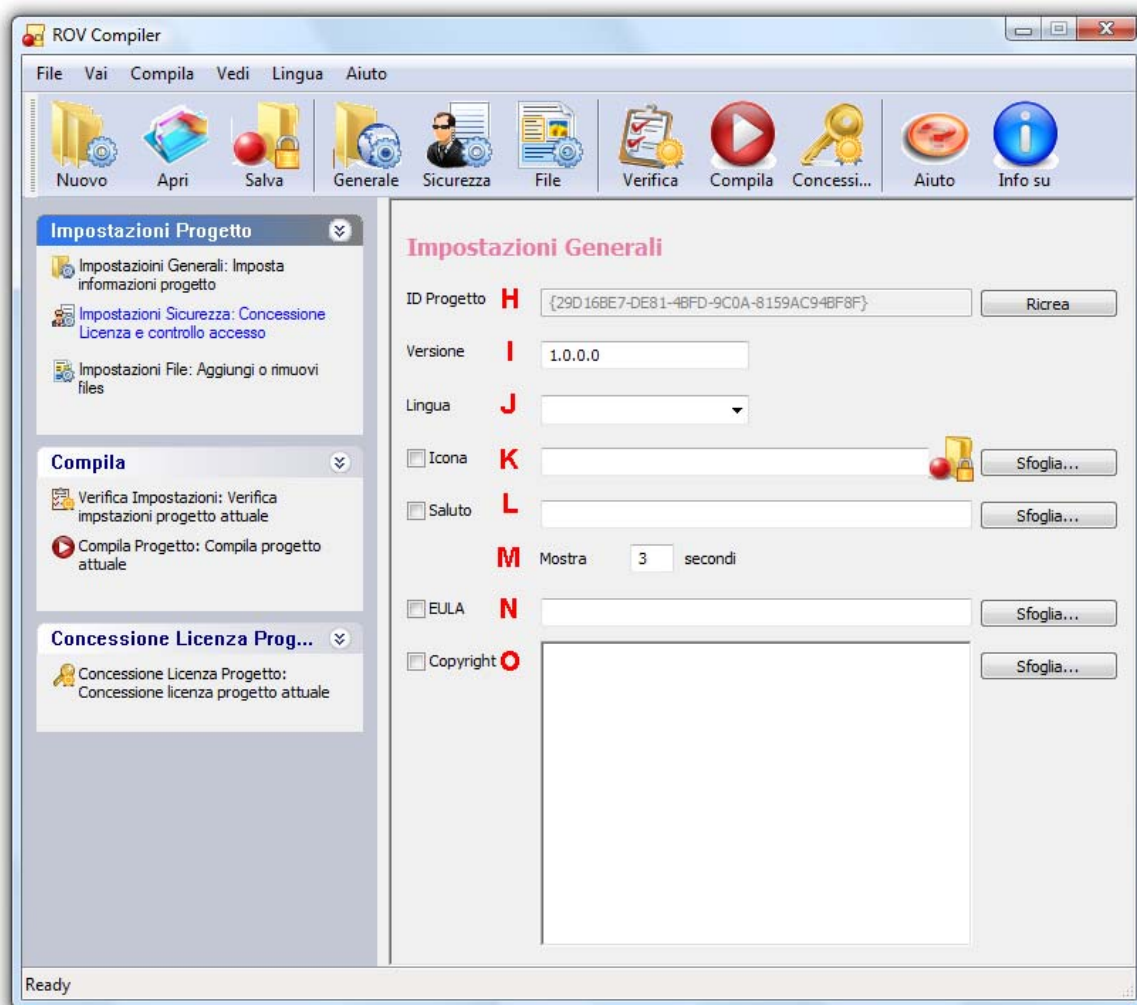 ROV Compiler
File Vai Compila Vedi Lingua Aiuto
Nuovo Apri Salva Generale Sicurezza File Verifica Compila Concessi... Aiuto Info su
Impostazioni Progetto
Impostazioini Generali: Imposta
informazioni progetto
Impostazioni Sicurezza: Concessione
Licenza e controllo accesso
Impostazioni File: Aggiungi o rimuovi
files
Compila
Verifica Impostazioni: Verifica
impstazioni progetto attuale
Compila Progetto: Compila progetto
attuale
Concessione Licenza Prog...
Concessione Licenza Progetto:
Concessione licenza progetto attuale
Impostazioni Generali
ID Progetto H {29D16BE7-DE81-4BFD-9C0A-8159AC94BF8F} Ricrea
Versione I 1.0.0.0
Lingua J
Icona K Sfoglia...
Saluto L Sfoglia...
M Mostra 3 secondi
EULA N Sfoglia...
Copyright O Sfoglia...
Ready